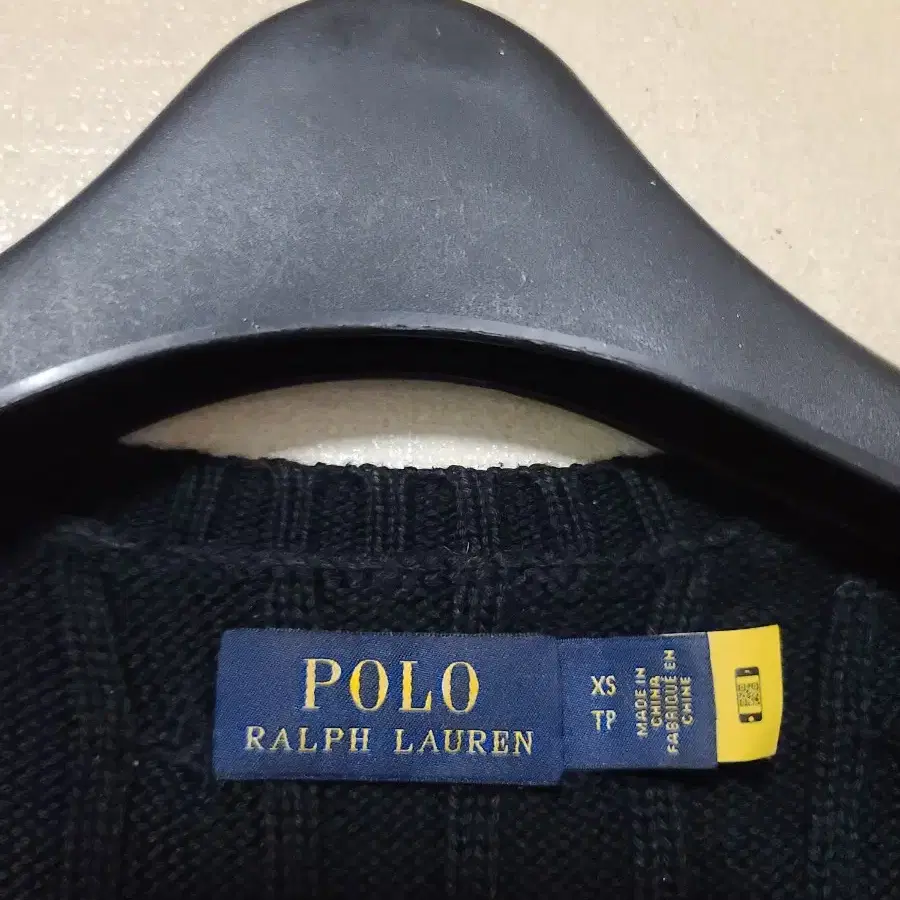 POLO
RALPH LAUREN
XS
TP
MADE IN
CHINA
FABRIQUÉ EN
CHINE